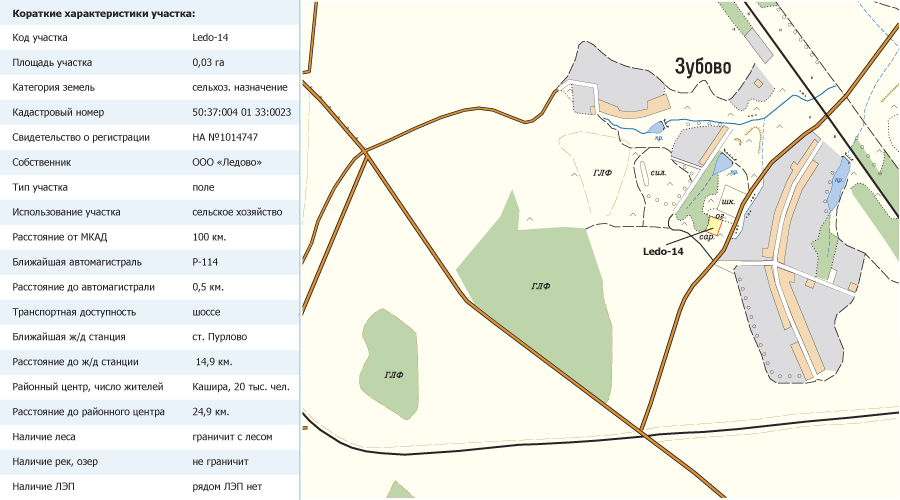 Короткие характеристики участка:
Код участка Ledo-14
Площадь участка 0,03 га
Категория земель сельхоз. назначение
Кадастровый номер 50:37:004 01 33:0023
Свидетельство о регистрации НА №1014747
Собственник ООО «Ледово»
Тип участка поле
Использование участка сельское хозяйство
Расстояние от МКАД 100 км.
Ближайшая автомагистраль Р-114
Расстояние до автомагистрали 0,5 км.
Транспортная доступность шоссе
Ближайшая ж/д станция ст. Пурлово
Расстояние до ж/д станции 14,9 км.
Районный центр, число жителей Кашира, 20 тыс. чел.
Расстояние до районного центра 24,9 км.
Наличие леса граничит с лесом
Наличие рек, озер не граничит
Наличие ЛЭП рядом ЛЭП нет
Зубово
пр.
ГЛФ
сил.
пр.
пр.
шк.
ог.
сар.
Ledo-14
ГЛФ
ГЛФ